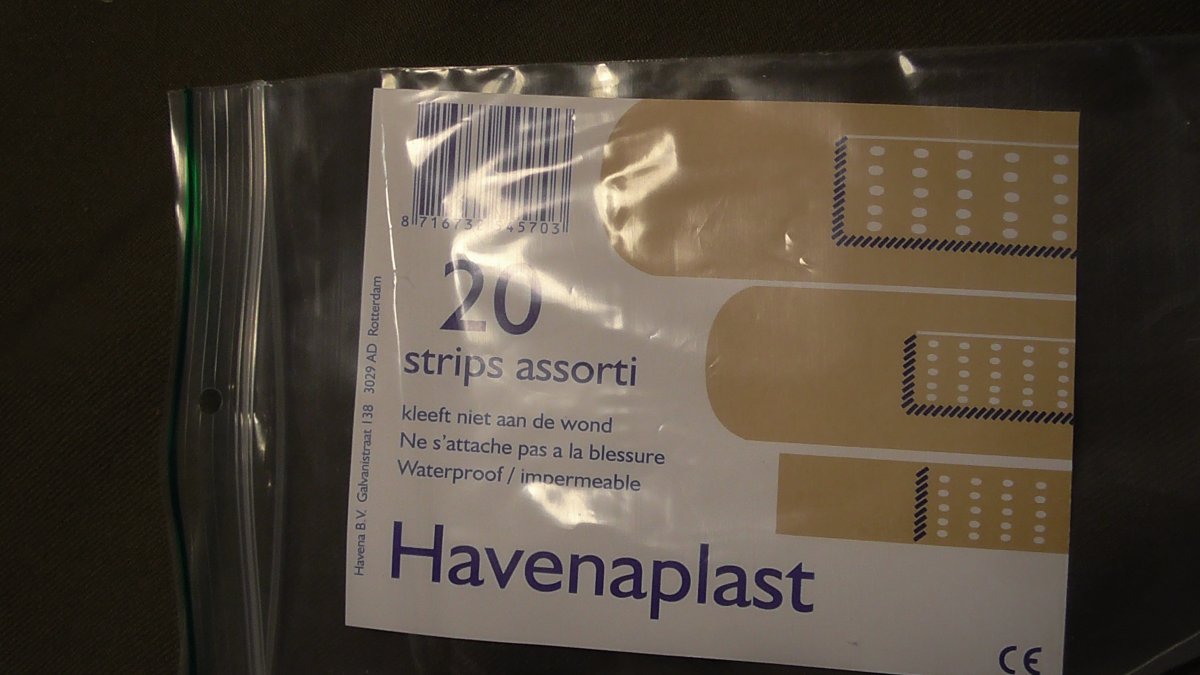 20
strips assorti
kleeft niet aan de wond
Ne s'attache pas a la blessure
Waterproof / impermeable
Havenaplast
Havena B.V. Galvanistraat 138 3029 AD Rotterdam
CE